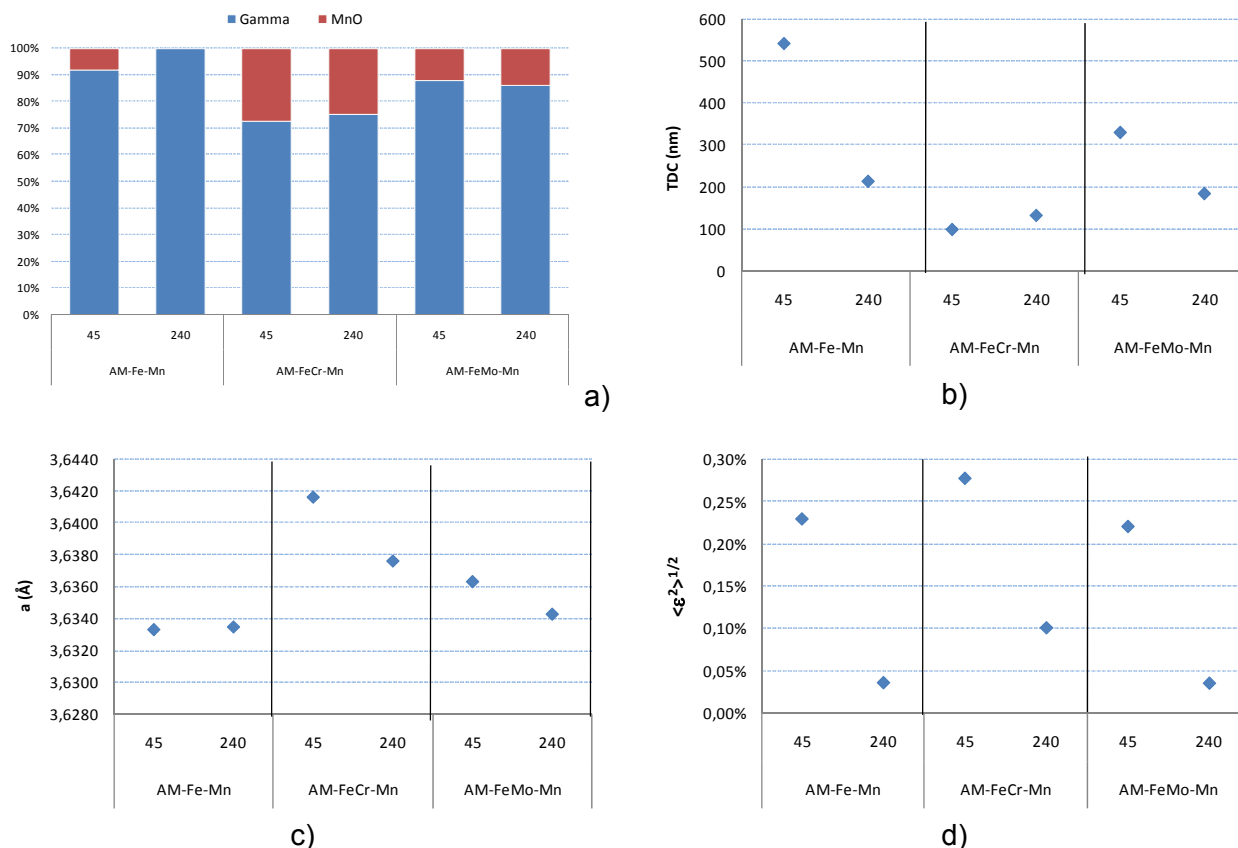 Gamma MnO
100%
90%
80%
70%
60%
50%
40%
30%
20%
10%
0%
45 240 45 240 45 240
AM-Fe-Mn AM-FeCr-Mn AM-FeMo-Mn
a)
600
500
400
300
200
100
0
TDC (nm)
45 240 45 240 45 240
AM-Fe-Mn AM-FeCr-Mn AM-FeMo-Mn
b)
3,6440
3,6420
3,6400
3,6380
3,6360
3,6340
3,6320
3,6300
3,6280
a (Å)
45 240 45 240 45 240
AM-Fe-Mn AM-FeCr-Mn AM-FeMo-Mn
c)
0,30%
0,25%
0,20%
0,15%
0,10%
0,05%
0,00%
<ε²>1/2
45 240 45 240 45 240
AM-Fe-Mn AM-FeCr-Mn AM-FeMo-Mn
d)